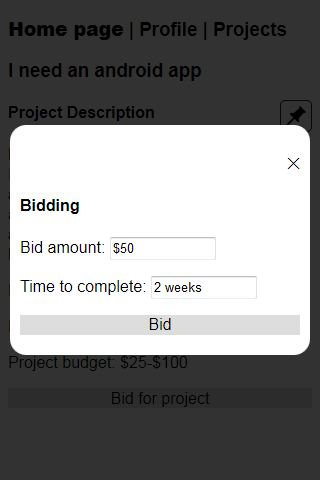 Home page | Profile | Projects
I need an android app
Project Description
Bidding
Bid amount: $50
Time to complete: 2 weeks
Bid
Project budget: $25-$100
Bid for project